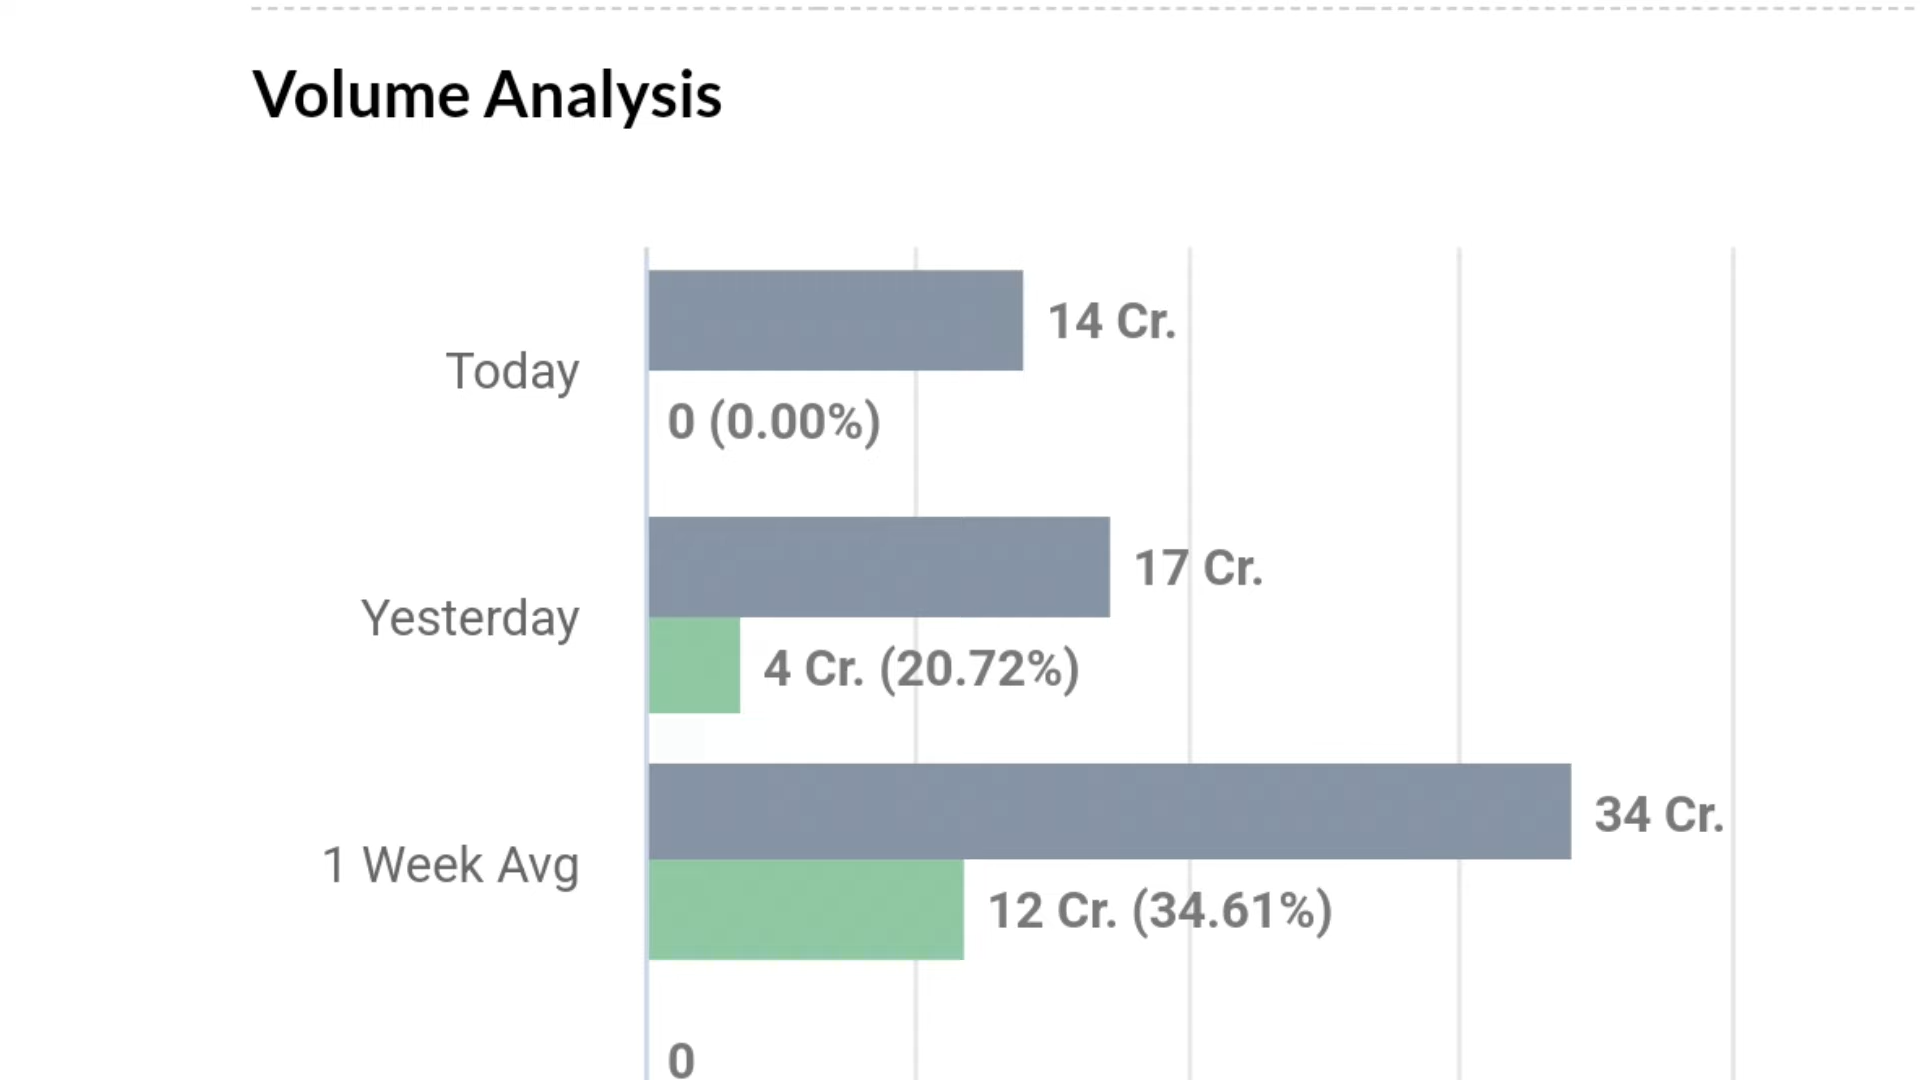 Volume Analysis
14 Cr.
Today
0 (0.00%)
17 Cr.
Yesterday
4 Cr. (20.72%)
34 Cr.
1 Week Avg
12 Cr. (34.61%)
0